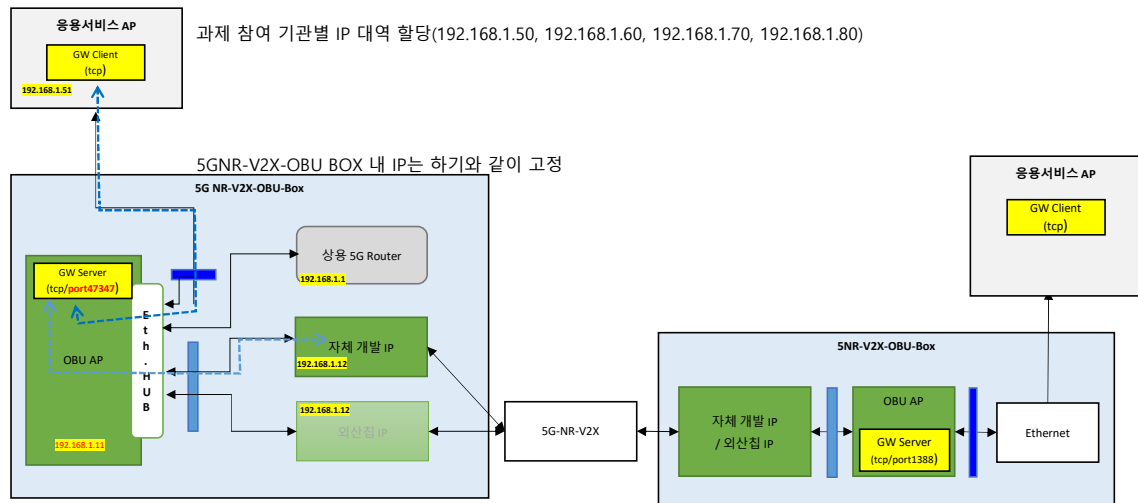 응용서비스 AP
GW Client
(tcp)
192.168.1.51
과제 참여 기관별 IP 대역 할당(192.168.1.50, 192.168.1.60, 192.168.1.70, 192.168.1.80)
5GNR-V2X-OBU BOX 내 IP는 하기와 같이 고정
5G NR-V2X-OBU-Box
GW Server
(tcp/port47347)
OBU AP
192.168.1.11
Eth.HUB
상용 5G Router
192.168.1.1
자체 개발 IP
192.168.1.12
192.168.1.12
외산칩 IP
5G-NR-V2X
응용서비스 AP
GW Client
(tcp)
5NR-V2X-OBU-Box
자체 개발 IP
/ 외산칩 IP
OBU AP
GW Server
(tcp/port1388)
Ethernet